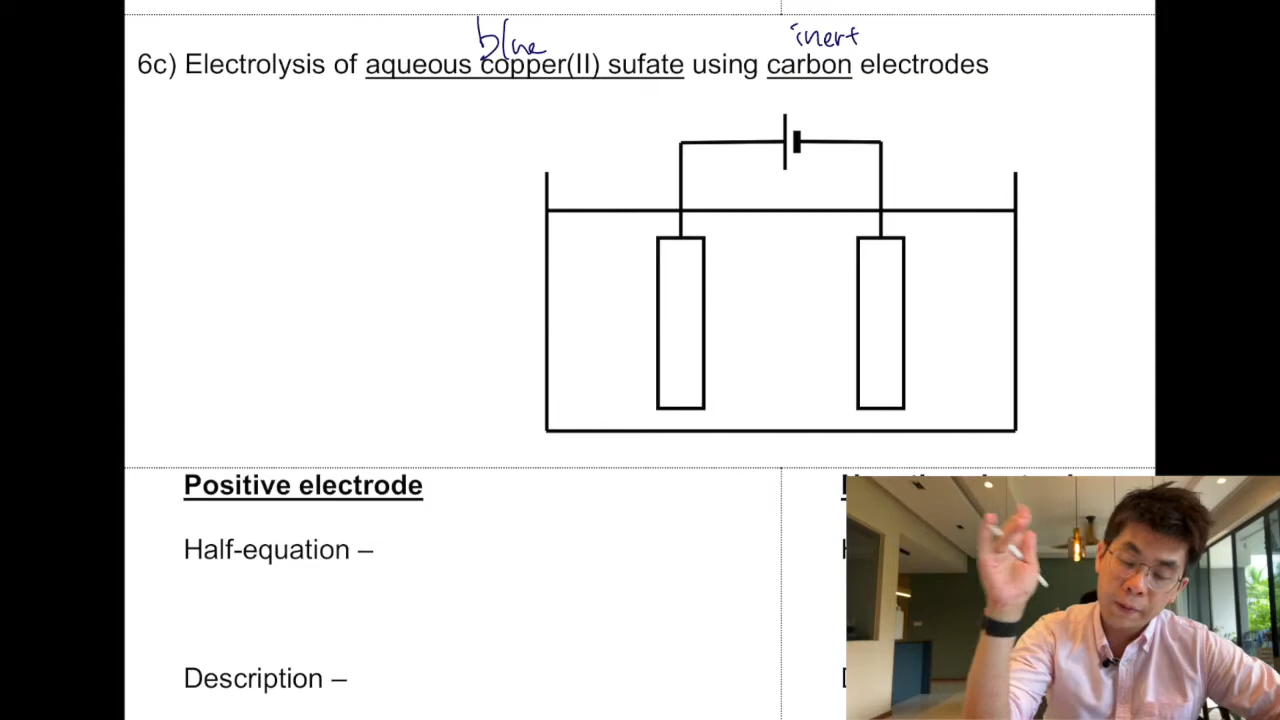 blue inert
6c) Electrolysis of aqueous copper(II) sufate using carbon electrodes
Positive electrode
Half-equation –
Description –